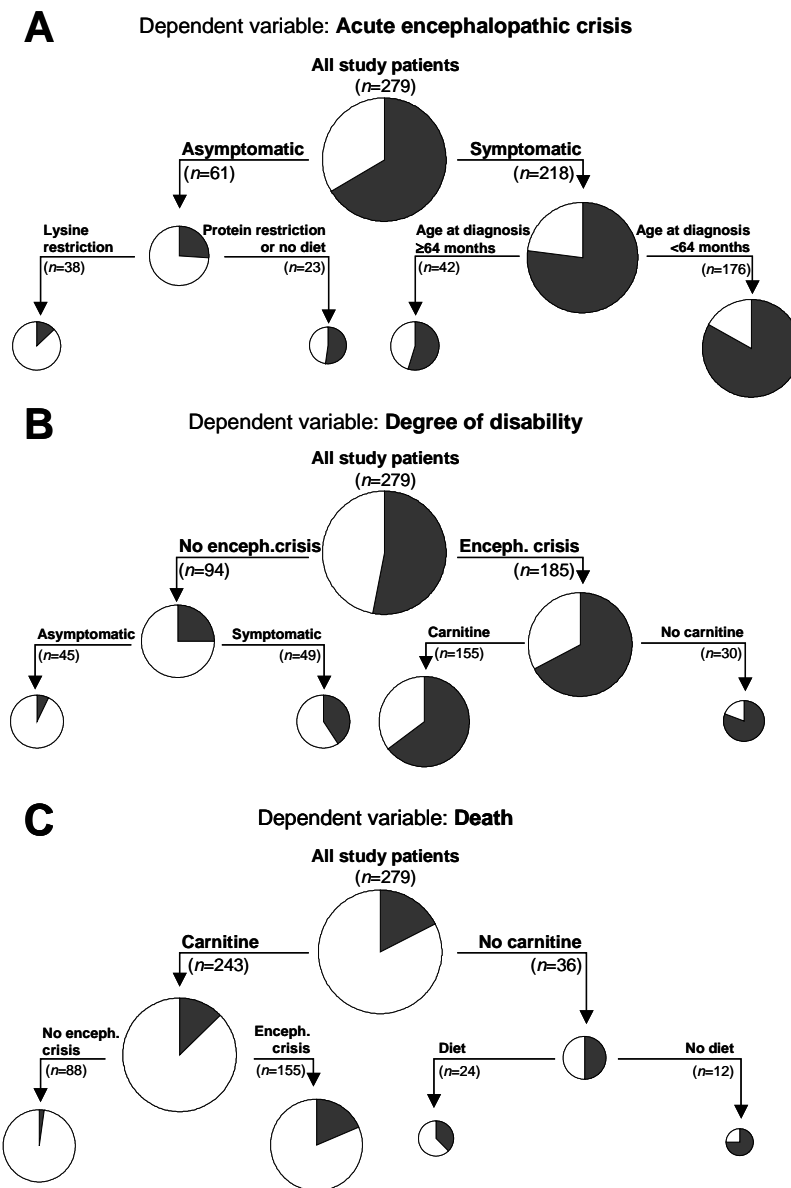 A
Dependent variable: Acute encephalopathic crisis
All study patients
(n=279)
Asymptomatic
(n=61)
Symptomatic
(n=218)
Lysine
restriction
(n=38)
Protein restriction
or no diet
(n=23)
Age at diagnosis
≥64 months
(n=42)
Age at diagnosis
<64 months
(n=176)
B
Dependent variable: Degree of disability
All study patients
(n=279)
No enceph.crisis
(n=94)
Enceph. crisis
(n=185)
Asymptomatic
(n=45)
Symptomatic
(n=49)
Carnitine
(n=155)
No carnitine
(n=30)
C
Dependent variable: Death
All study patients
(n=279)
Carnitine
(n=243)
No carnitine
(n=36)
No enceph.
crisis
(n=88)
Enceph.
crisis
(n=155)
Diet
(n=24)
No diet
(n=12)